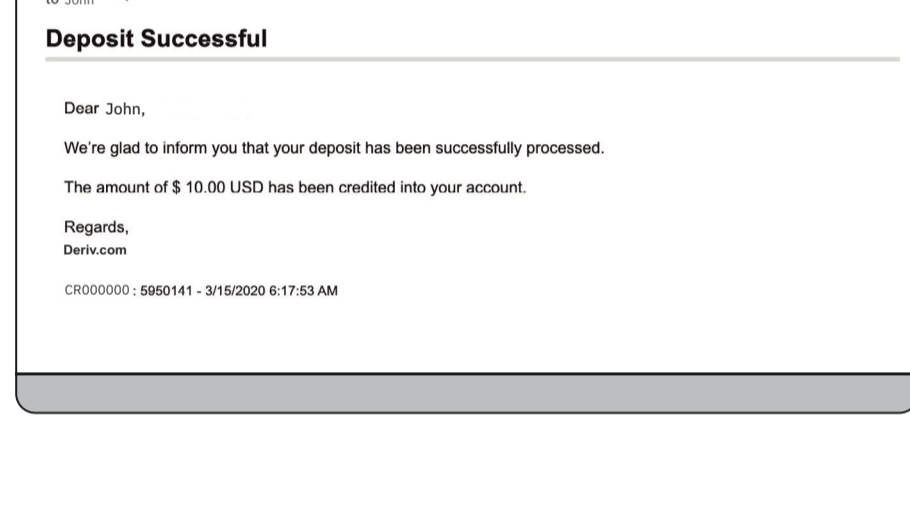 to John
Deposit Successful
Dear John,
We're glad to inform you that your deposit has been successfully processed.
The amount of $ 10.00 USD has been credited into your account.
Regards,
Deriv.com
CR000000 : 5950141 - 3/15/2020 6:17:53 AM